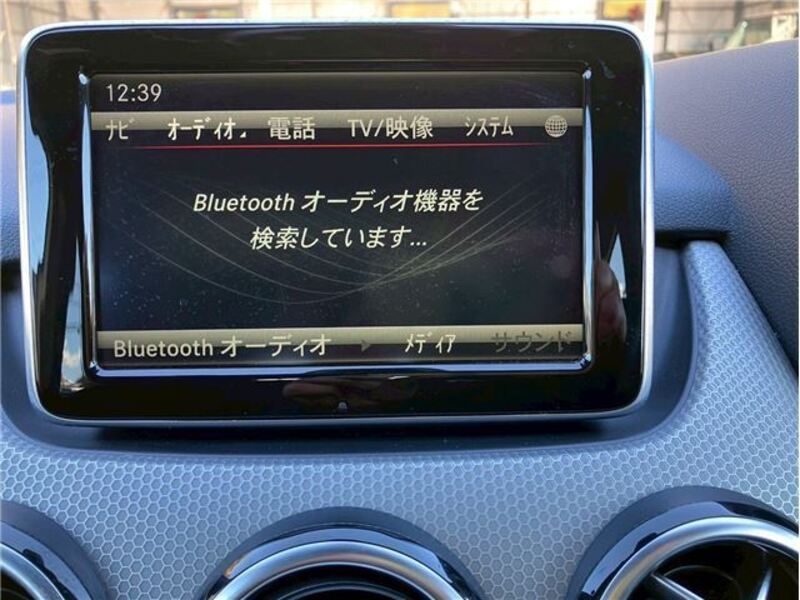 12:39
ナビ オーディオ 電話 TV/映像 システム
Bluetooth オーディオ機器を
検索しています...
Bluetooth オーディオ メディア サウンド